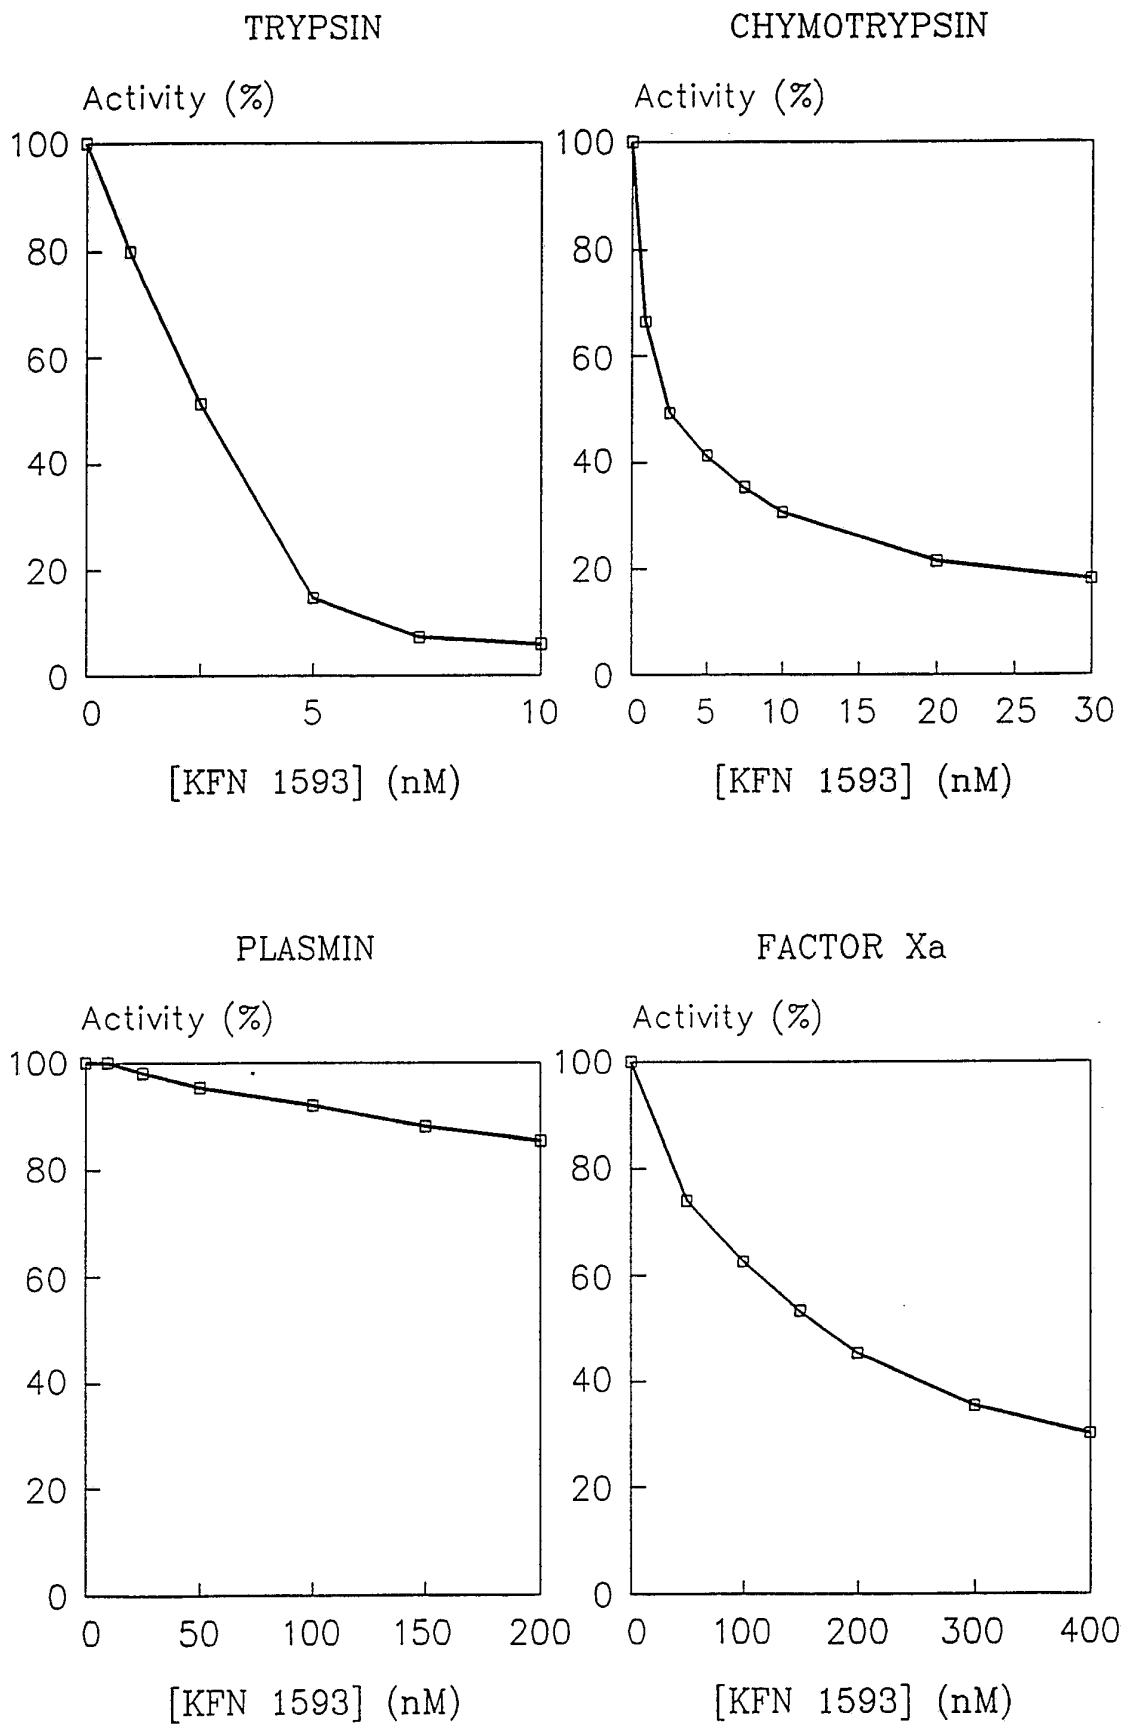 TRYPSIN
Activity (%)
100
80
60
40
20
0
0 5 10
[KFN 1593] (nM)
CHYMOTRYPSIN
Activity (%)
100
80
60
40
20
0
0 5 10 15 20 25 30
[KFN 1593] (nM)
PLASMIN
Activity (%)
100
80
60
40
20
0
0 50 100 150 200
[KFN 1593] (nM)
FACTOR Xa
Activity (%)
100
80
60
40
20
0
0 100 200 300 400
[KFN 1593] (nM)